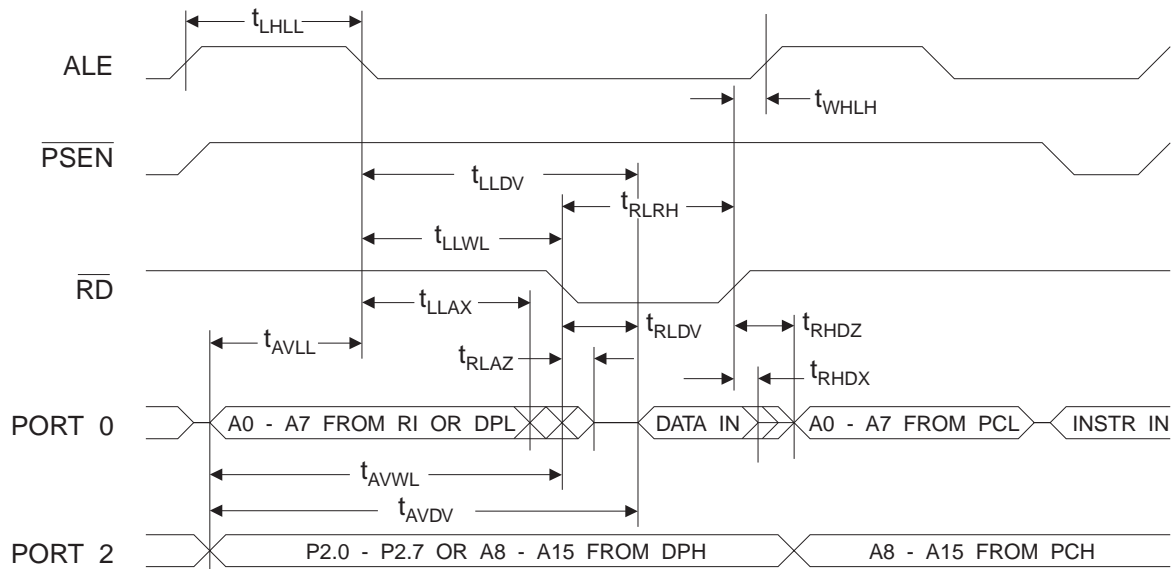 tLHLL
ALE
tWHLH
PSEN
tLLDV
tRLRH
tLLWL
RD
tLLAX
tRLDV
tRHDZ
tAVLL
tRLAZ
tRHDX
PORT 0
A0 - A7 FROM RI OR DPL
DATA IN
A0 - A7 FROM PCL
INSTR IN
tAVWL
tAVDV
PORT 2
P2.0 - P2.7 OR A8 - A15 FROM DPH
A8 - A15 FROM PCH